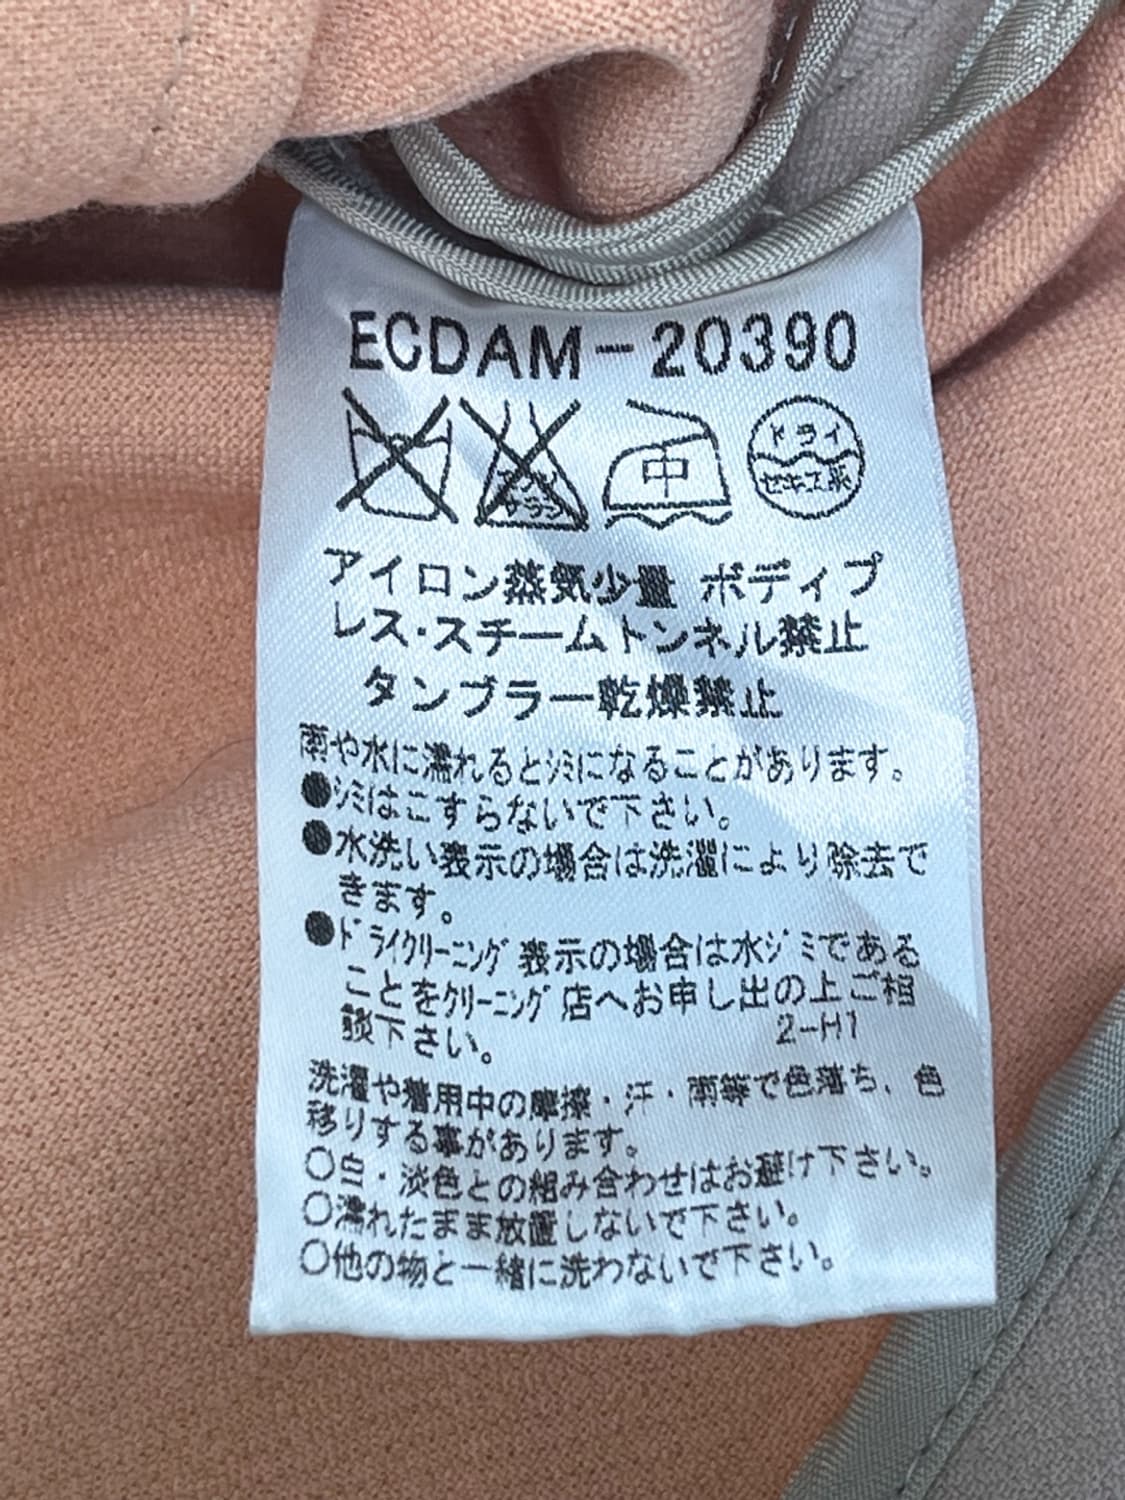 ECDAM-20390
中
ドライ
セキユ系
アイロン蒸気少量 ボディプ
レス・スチームトンネル禁止
タンブラー乾燥禁止
雨や水に濡れるとシミになることがあります。
●シミはこすらないで下さい。
●水洗い表示の場合は洗濯により除去で
きます。
●ドライクリーニング表示の場合は水ジミである
ことをクリーニング店へお申し出の上ご相
談下さい。
2-H1
洗濯や着用中の摩擦・汗・雨等で色落ち、色
移りする事があります。
○白・淡色との組み合わせはお避け下さい。
○濡れたまま放置しないで下さい。
○他の物と一緒に洗わないで下さい。